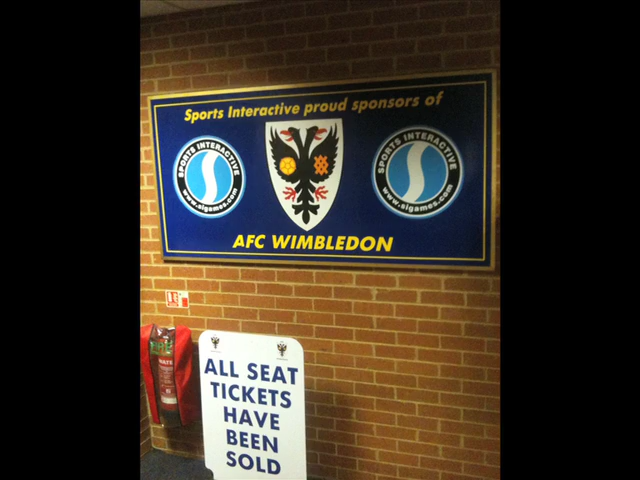 Sports Interactive proud sponsors of
SPORTS INTERACTIVE
www.sigames.com
SPORTS INTERACTIVE
www.sigames.com
AFC WIMBLEDON
ALL SEAT
TICKETS
HAVE
BEEN
SOLD